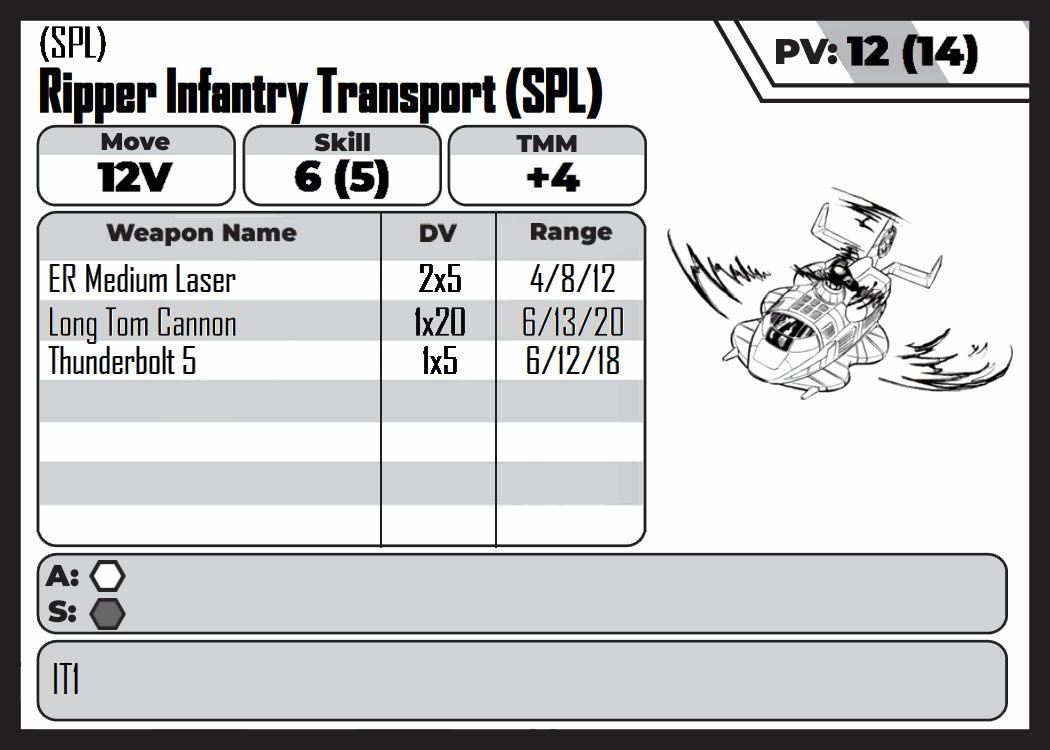 (SPL)
Ripper Infantry Transport (SPL)
PV: 12 (14)
Move Skill TMM
12V 6 (5) +4
Weapon Name DV Range
ER Medium Laser 2x5 4/8/12
Long Tom Cannon 1x20 6/13/20
Thunderbolt 5 1x5 6/12/18
A:
S:
IT1